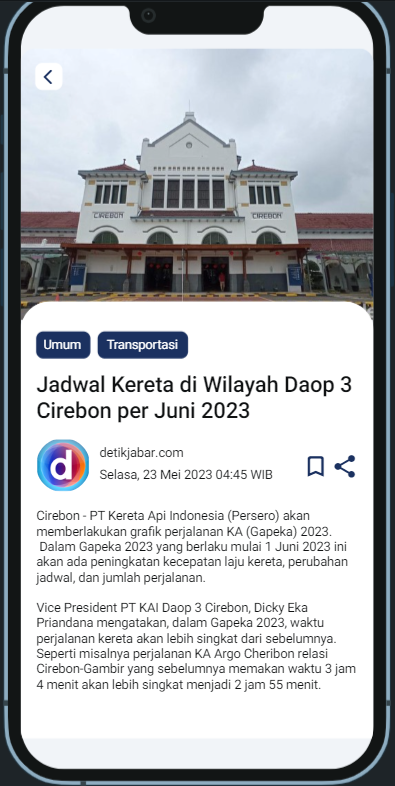 CIREBON
CIREBON
Umum
Transportasi
Jadwal Kereta di Wilayah Daop 3
Cirebon per Juni 2023
d
detikjabar.com
Selasa, 23 Mei 2023 04:45 WIB
Cirebon - PT Kereta Api Indonesia (Persero) akan
memberlakukan grafik perjalanan KA (Gapeka) 2023.
Dalam Gapeka 2023 yang berlaku mulai 1 Juni 2023 ini
akan ada peningkatan kecepatan laju kereta, perubahan
jadwal, dan jumlah perjalanan.
Vice President PT KAI Daop 3 Cirebon, Dicky Eka
Priandana mengatakan, dalam Gapeka 2023, waktu
perjalanan kereta akan lebih singkat dari sebelumnya.
Seperti misalnya perjalanan KA Argo Cheribon relasi
Cirebon-Gambir yang sebelumnya memakan waktu 3 jam
4 menit akan lebih singkat menjadi 2 jam 55 menit.